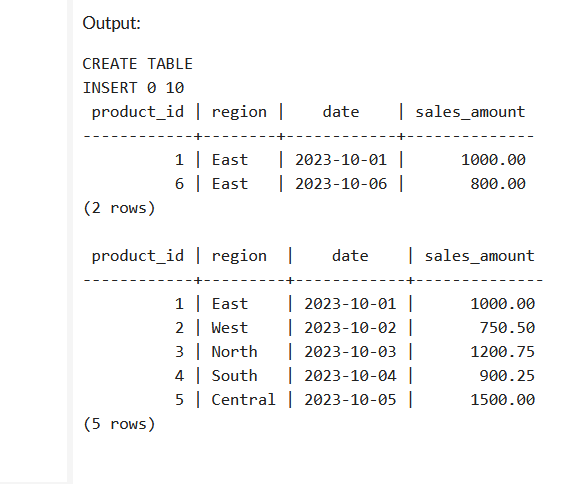 Output:
CREATE TABLE
INSERT 0 10
 product_id | region |    date    | sales_amount
------------+--------+------------+--------------
          1 | East   | 2023-10-01 |      1000.00
          6 | East   | 2023-10-06 |       800.00
(2 rows)

 product_id | region  |    date    | sales_amount
------------+---------+------------+--------------
          1 | East    | 2023-10-01 |      1000.00
          2 | West    | 2023-10-02 |       750.50
          3 | North   | 2023-10-03 |      1200.75
          4 | South   | 2023-10-04 |       900.25
          5 | Central | 2023-10-05 |      1500.00
(5 rows)